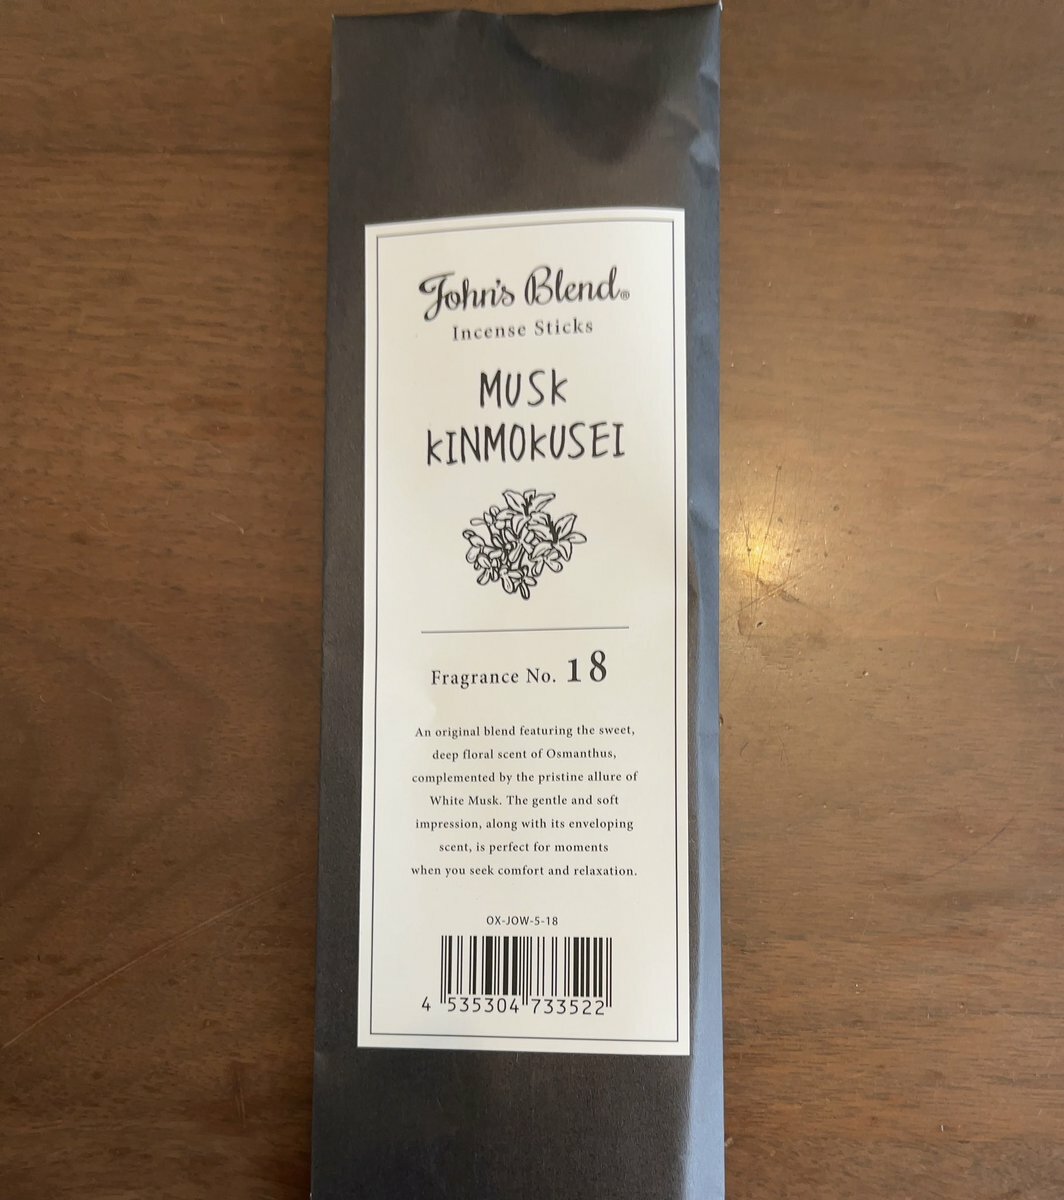 John's Blend®
Incense Sticks
MUSK
KINMOKUSEI
Fragrance No. 18
An original blend featuring the sweet,
deep floral scent of Osmanthus,
complemented by the pristine allure of
White Musk. The gentle and soft
impression, along with its enveloping
scent, is perfect for moments
when you seek comfort and relaxation.
OX-JOW-5-18
4 535304 733522